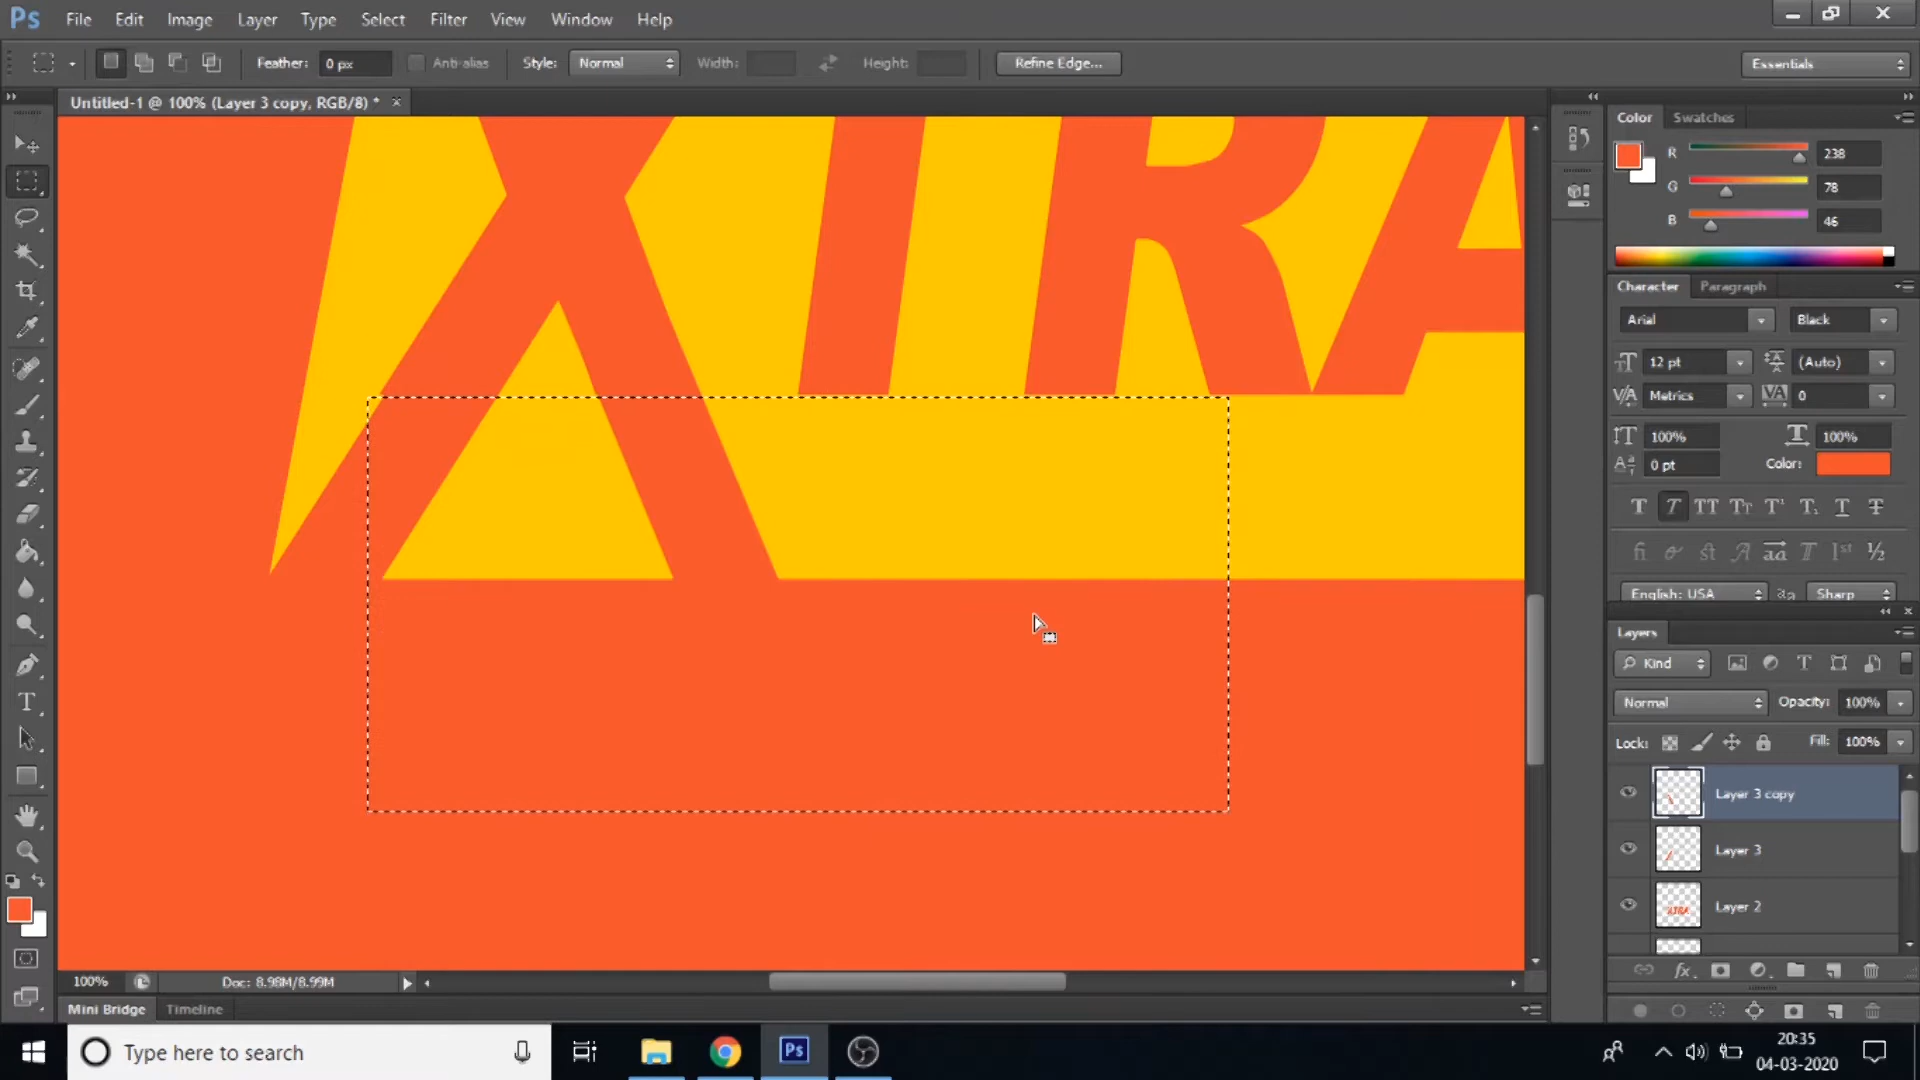 Ps File Edit Image Layer Type Select Filter View Window Help
Feather: 0 px Anti-alias Style: Normal Width: Height: Refine Edge... Essentials
Untitled-1 @ 100% (Layer 3 copy, RGB/8) *
XTRA
Color Swatches
R 238
G 78
B 46
Character Paragraph
Arial Black
12 pt (Auto)
Metrics 0
100% 100%
0 pt Color:
English: USA Sharp
Layers
Kind
Normal Opacity: 100%
Lock: Fill: 100%
Layer 3 copy
Layer 3
Layer 2
100% Doc: 8.98M/8.99M
Mini Bridge Timeline
Type here to search
Ps
20:35
04-03-2020